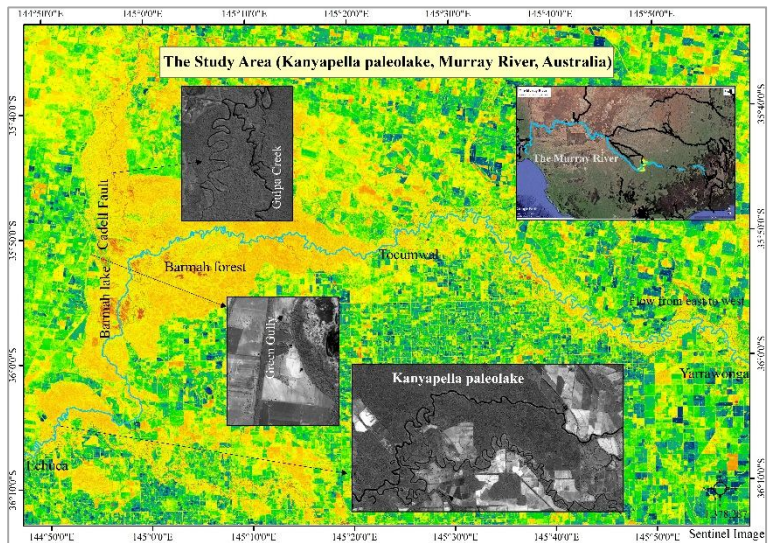 144°50'0"E 145°0'0"E 145°10'0"E 145°20'0"E 145°30'0"E 145°40'0"E 145°50'0"E
The Study Area (Kanyapella paleolake, Murray River, Australia)
35°40'0"S
35°40'0"S
Gulpa Creek
The Murray River
The Murray River
Cadell Fault
35°50'0"S
35°50'0"S
Barmah forest
Tocumwal
Barmah lake
Flow from east to west
Green Gully
36°0'0"S
36°0'0"S
Kanyapella paleolake
Yarrawonga
Echuca
36°10'0"S
36°10'0"S
144°50'0"E 145°0'0"E 145°10'0"E 145°20'0"E 145°30'0"E 145°40'0"E 145°50'0"E
Sentinel Image